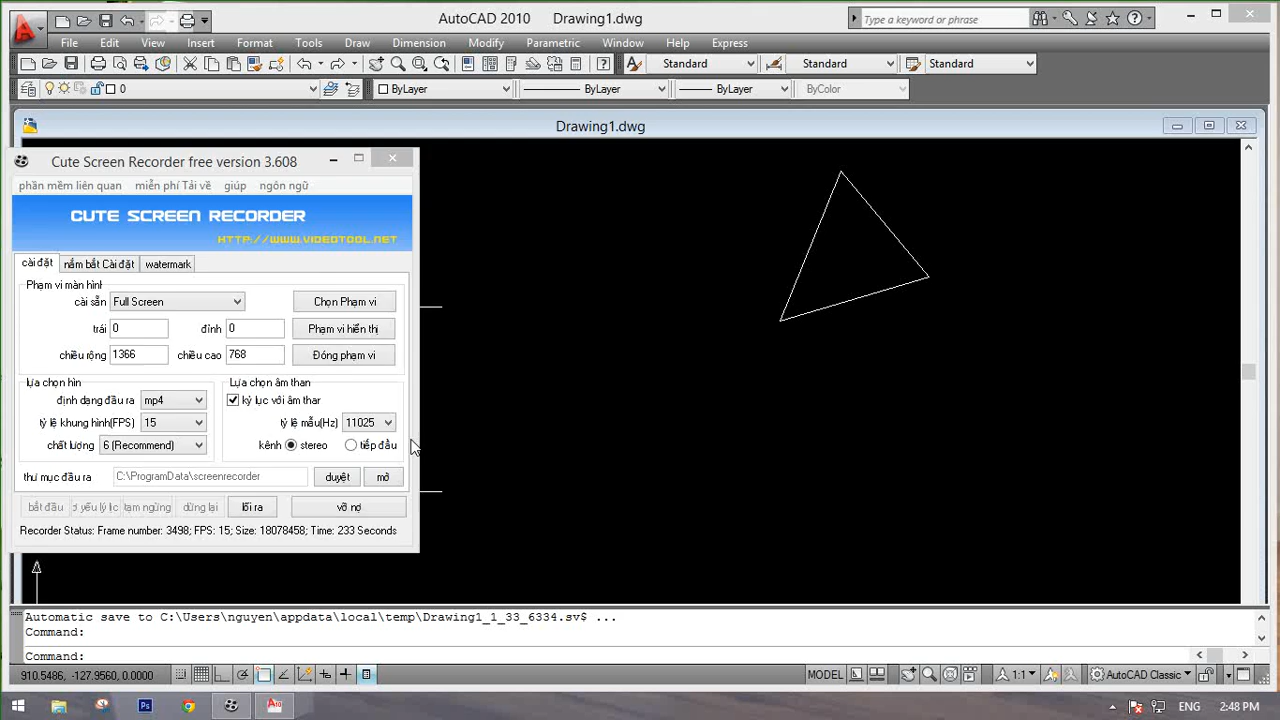 AutoCAD 2010 Drawing1.dwg
Type a keyword or phrase
File Edit View Insert Format Tools Draw Dimension Modify Parametric Window Help Express
Standard Standard Standard
0 ByLayer ByLayer ByLayer ByColor
Drawing1.dwg
Cute Screen Recorder free version 3.608
phần mềm liên quan miễn phí Tải về giúp ngôn ngữ
CUTE SCREEN RECORDER
HTTP://WWW.VIDEOTOOL.NET
cài đặt nắm bắt Cài đặt watermark
Phạm vi màn hình
cài sẵn Full Screen Chọn Phạm vi
trái 0 đỉnh 0 Phạm vi hiển thị
chiều rộng 1366 chiều cao 768 Đóng phạm vi
lựa chọn hìn Lựa chọn âm than
định dạng đầu ra mp4 kỷ lục với âm thar
tỷ lệ khung hình(FPS) 15 tỷ lệ mẫu(Hz) 11025
chất lượng 6 (Recommend) kênh stereo tiếp đầu
thư mục đầu ra C:\ProgramData\screenrecorder duyệt mở
bắt đầu tạm ngừng dừng lại lối ra vỡ nợ
Recorder Status: Frame number: 3498; FPS: 15; Size: 18078458; Time: 233 Seconds
Automatic save to C:\Users\nguyen\appdata\local\temp\Drawing1_1_33_6334.sv$ ...
Command:
Command:
910.5486, -127.9560, 0.0000 MODEL 1:1 AutoCAD Classic
Ps A10 ENG 2:48 PM